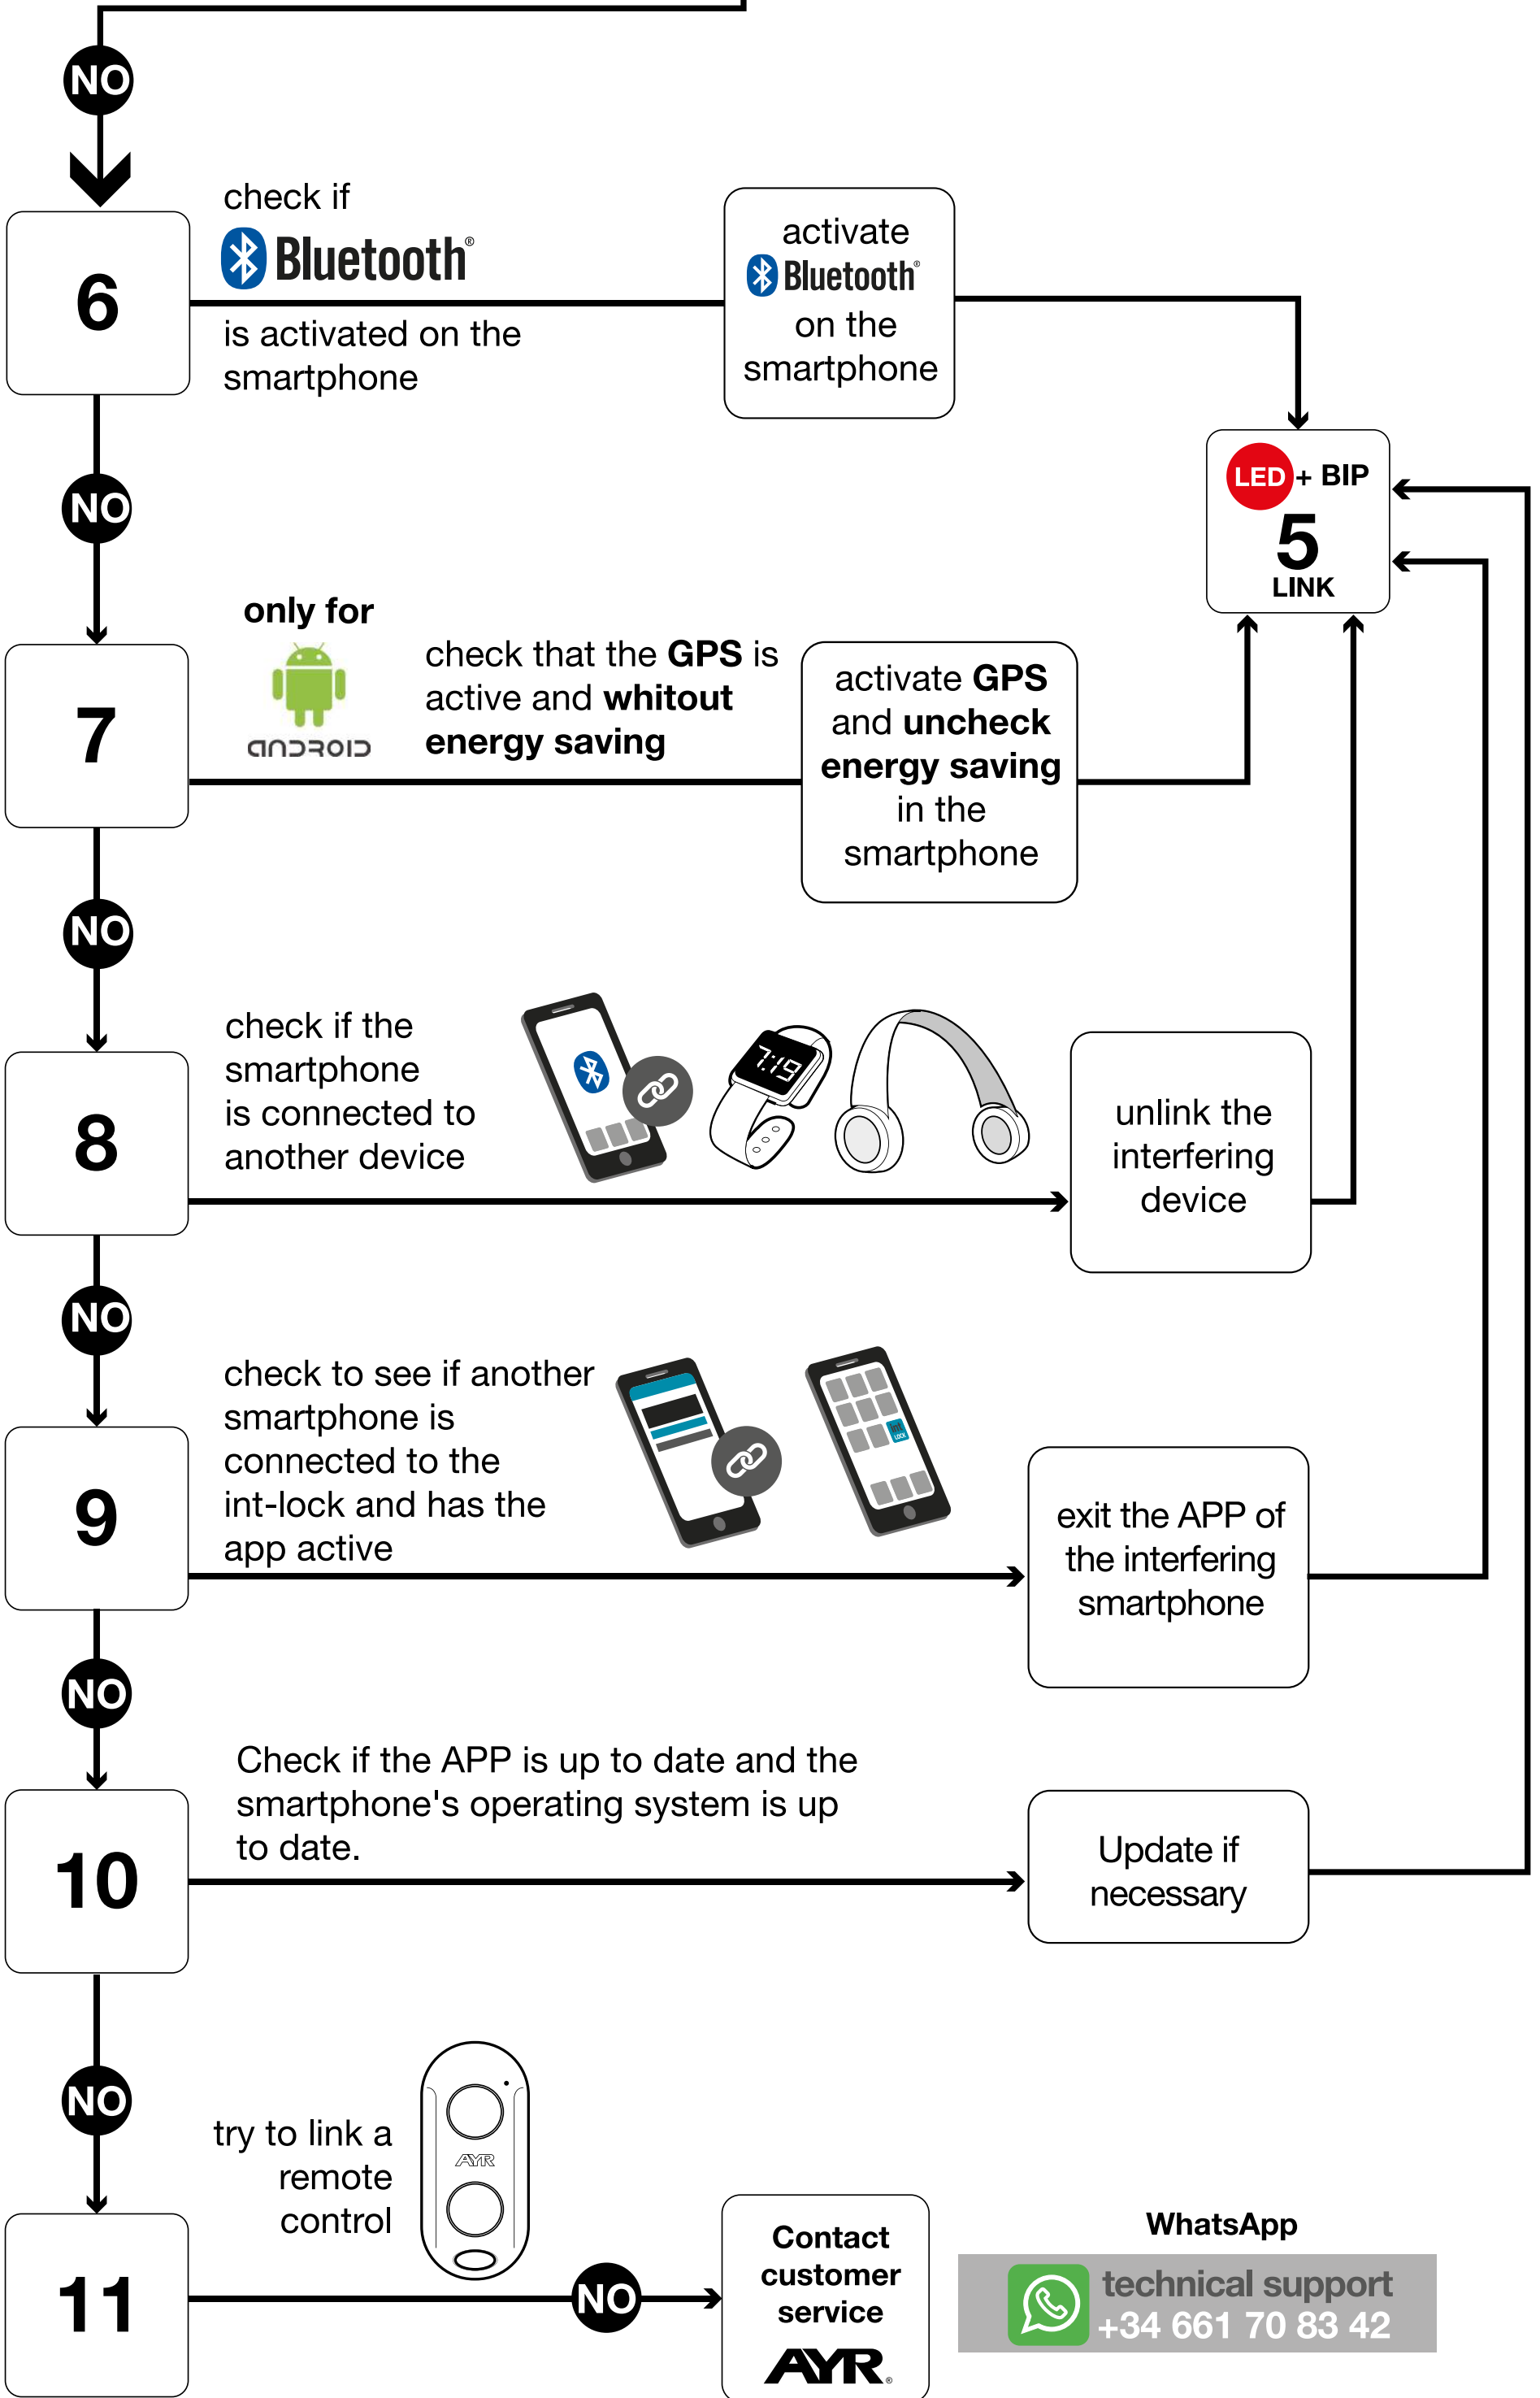 NO
6
check if
Bluetooth®
is activated on the
smartphone
activate
Bluetooth®
on the
smartphone
LED + BIP
5
LINK
NO
7
only for
ANDROID
check that the GPS is
active and whitout
energy saving
activate GPS
and uncheck
energy saving
in the
smartphone
NO
8
check if the
smartphone
is connected to
another device
7:19
unlink the
interfering
device
NO
9
check to see if another
smartphone is
connected to the
int-lock and has the
app active
int
LOCK
exit the APP of
the interfering
smartphone
NO
10
Check if the APP is up to date and the
smartphone's operating system is up
to date.
Update if
necessary
NO
11
try to link a
remote
control
AYR
NO
Contact
customer
service
AYR®
WhatsApp
technical support
+34 661 70 83 42